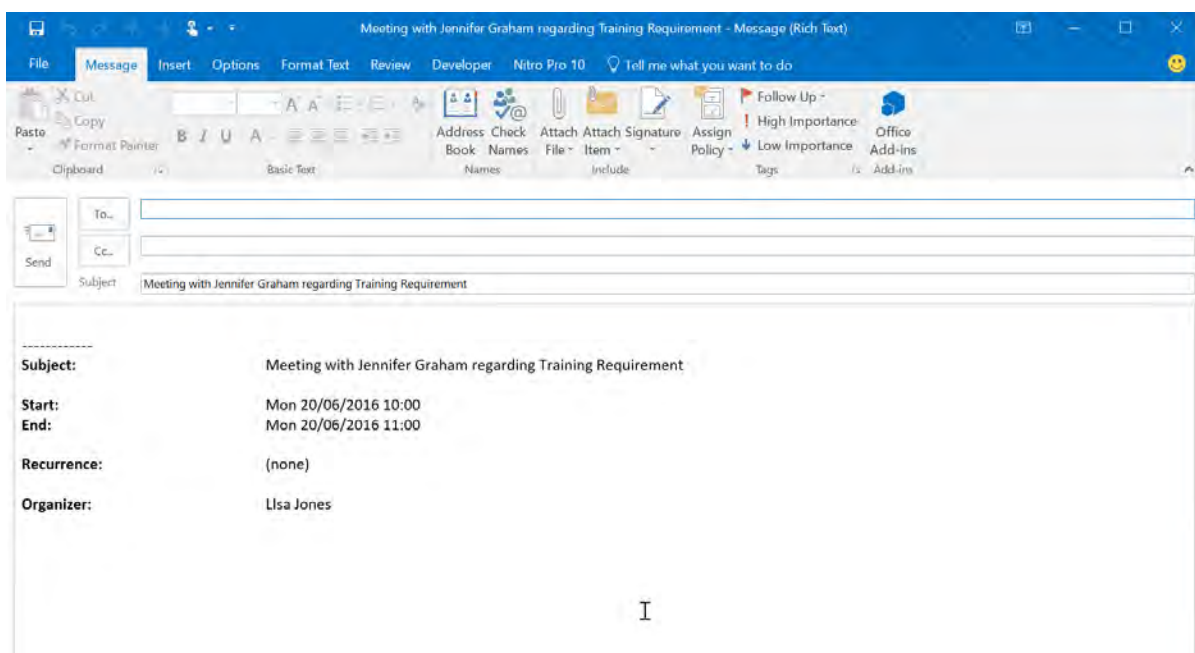 Meeting with Jennifer Graham regarding Training Requirement - Message (Rich Text)
File Message Insert Options Format Text Review Developer Nitro Pro 10 Tell me what you want to do
Cut
Copy
Paste
Format Painter
Clipboard
A A
B I U A
Basic Text
Address Book
Check Names
Names
Attach File
Attach Item
Signature
Include
Assign Policy
Follow Up
High Importance
Low Importance
Tags
Office Add-ins
Add-ins
Send
To...
Cc...
Subject Meeting with Jennifer Graham regarding Training Requirement
------------
Subject: Meeting with Jennifer Graham regarding Training Requirement
Start: Mon 20/06/2016 10:00
End: Mon 20/06/2016 11:00
Recurrence: (none)
Organizer: LIsa Jones